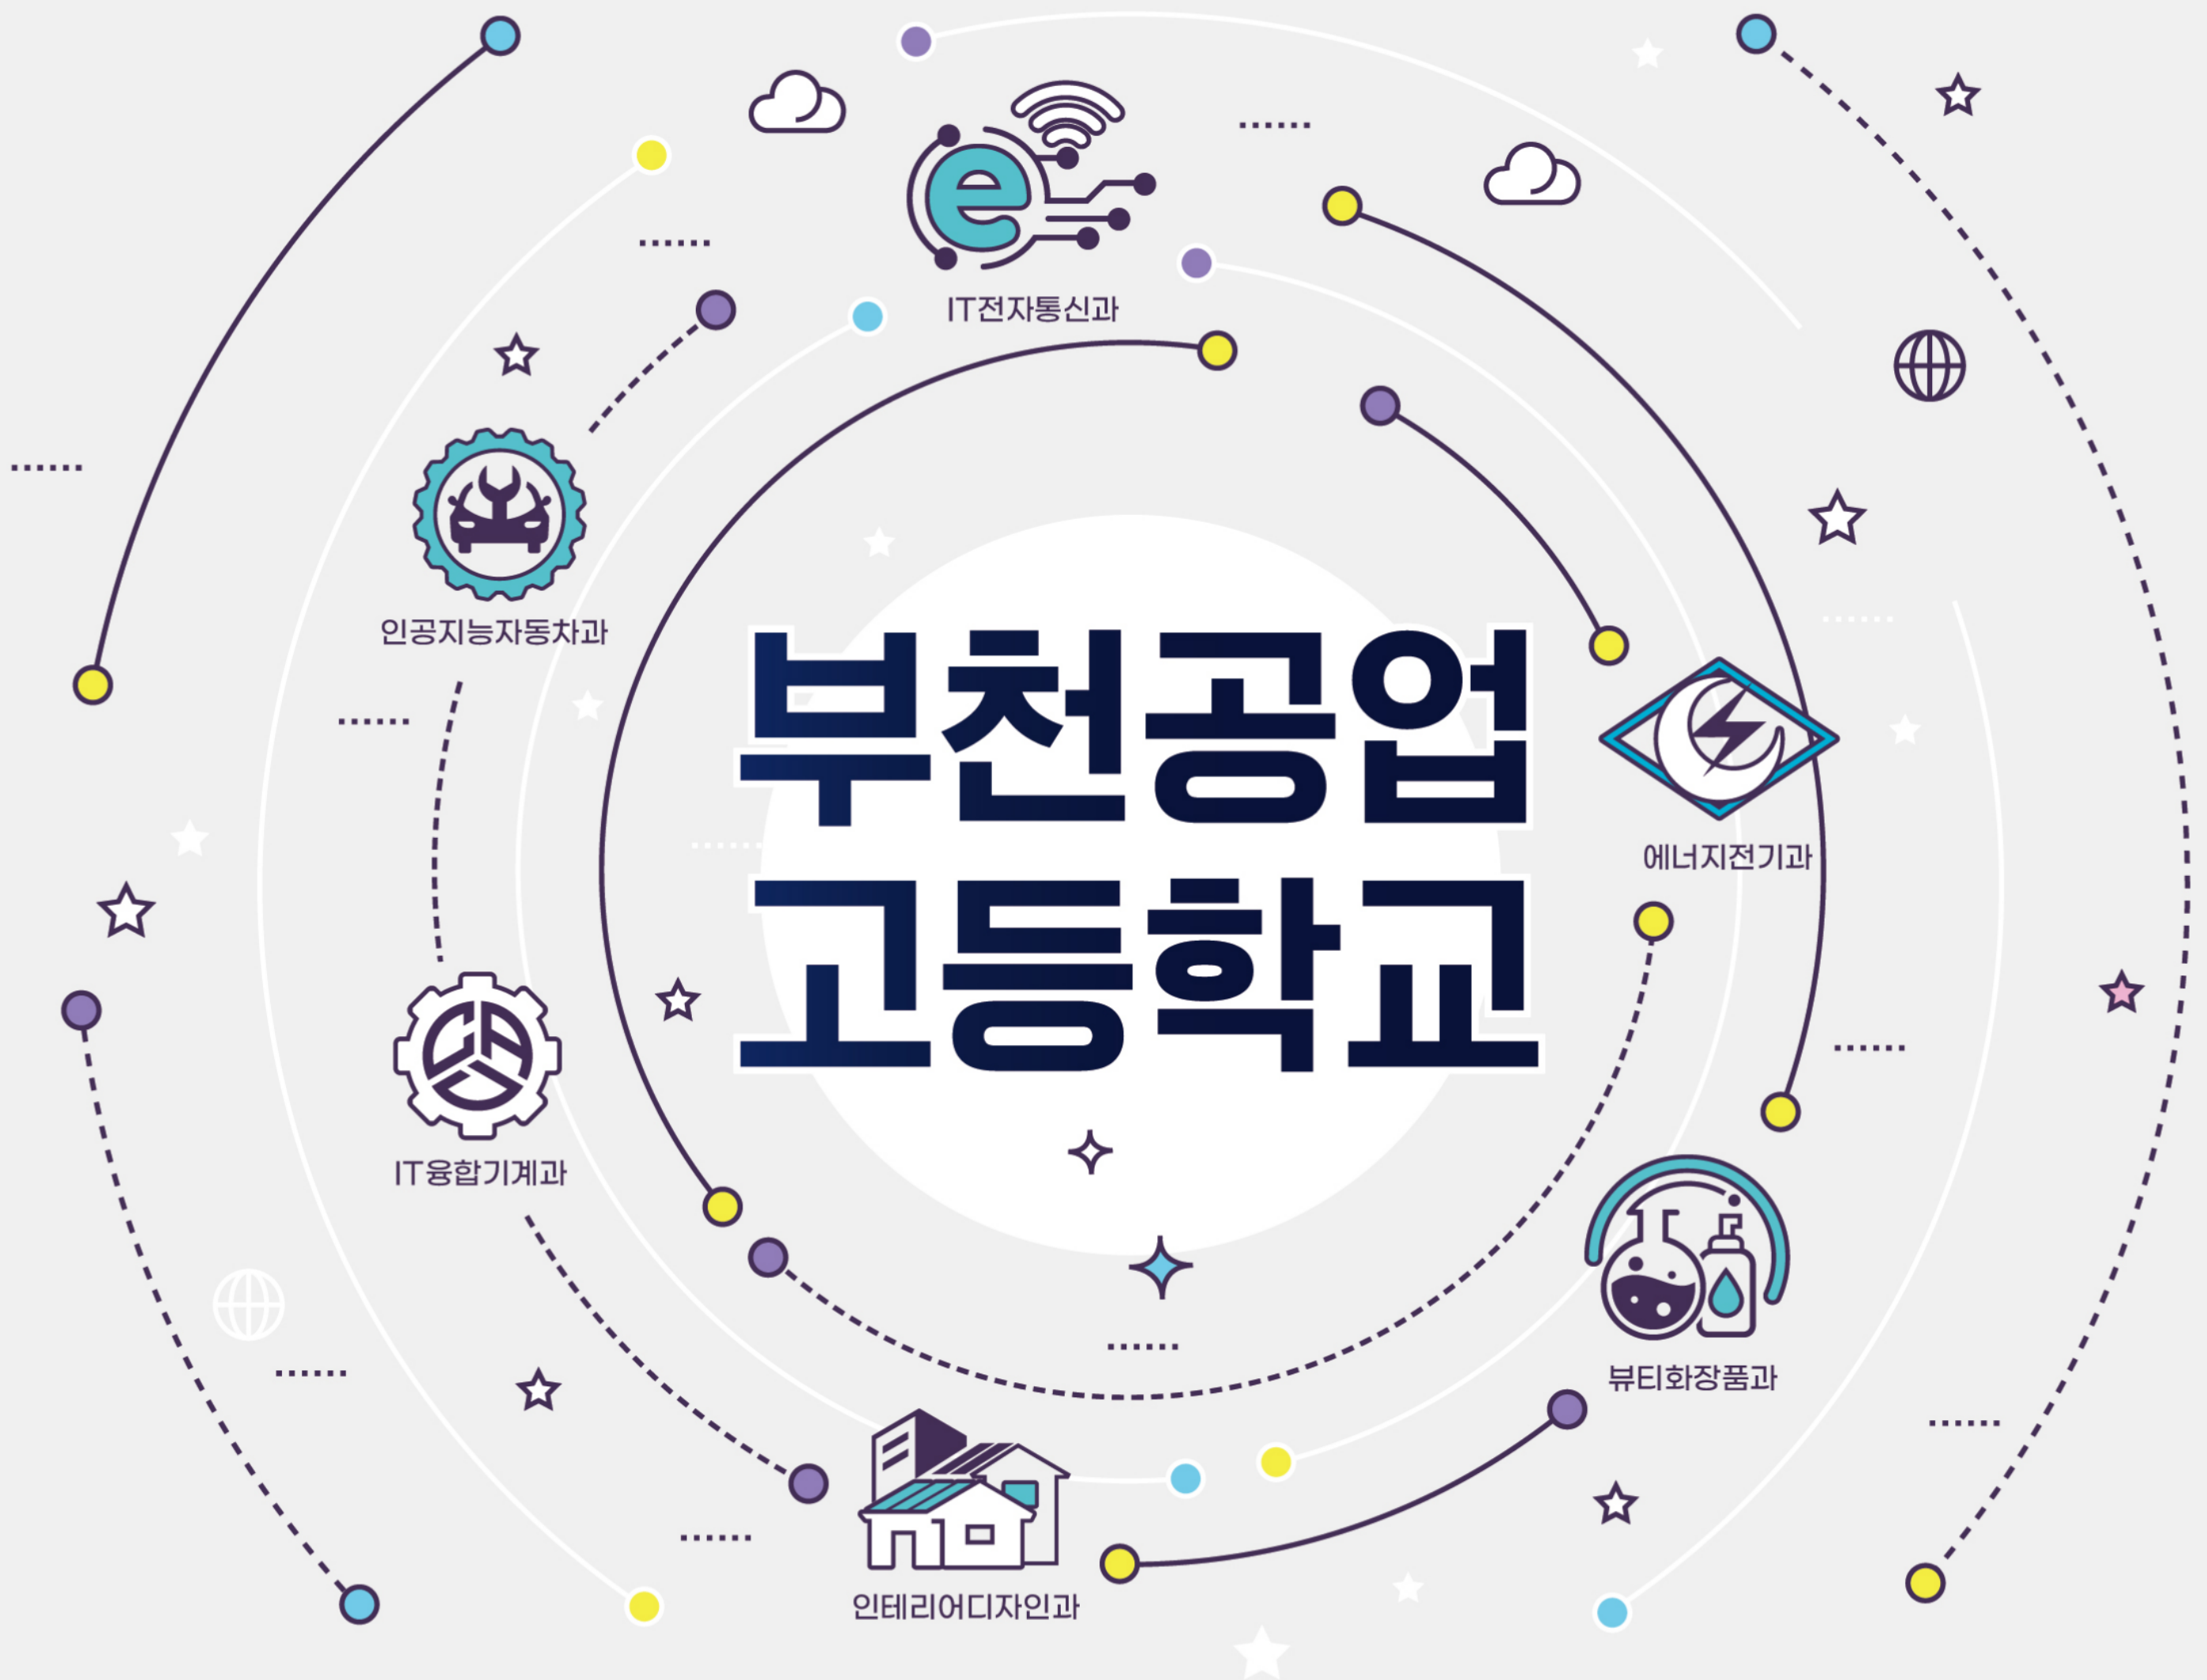 IT전자통신과
인공지능자동차과
부천공업
고등학교
에너지전기과
IT융합기계과
뷰티화장품과
인테리어디자인과